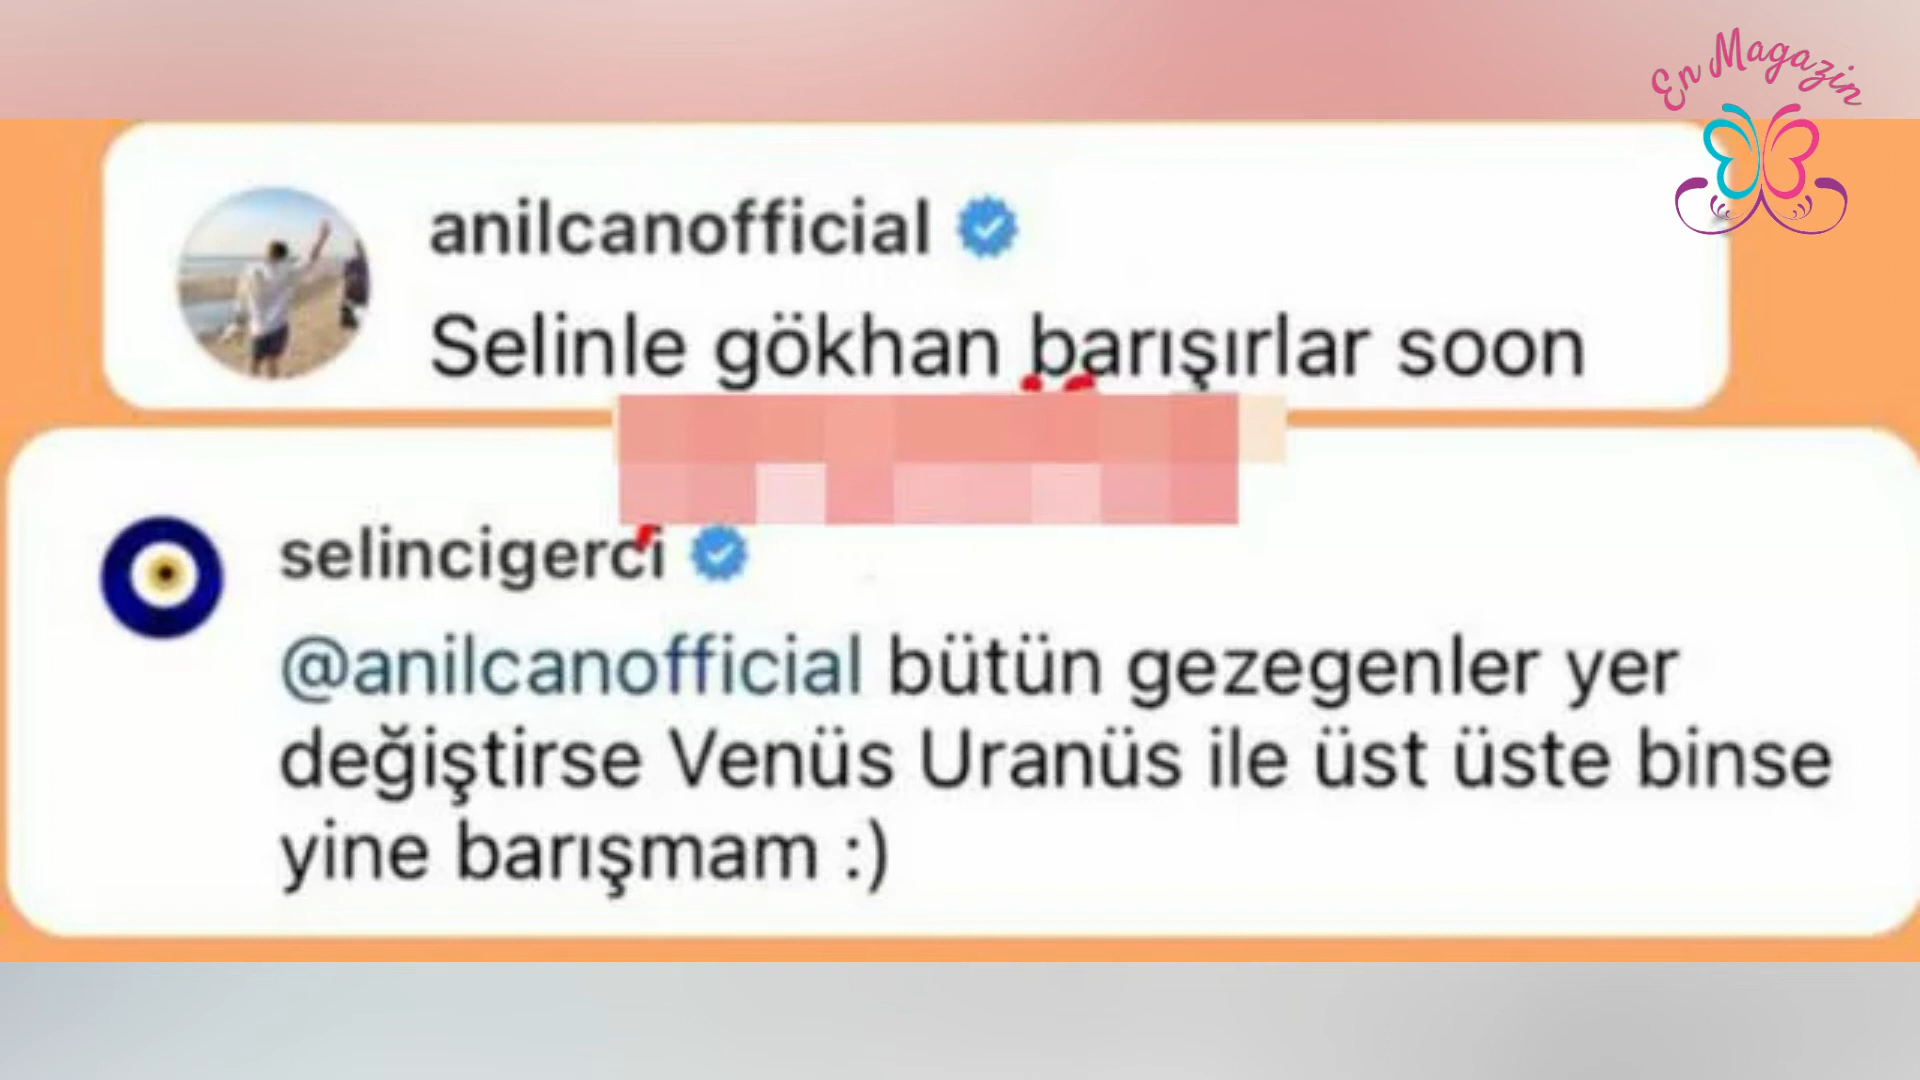 En Magazin
anilcanofficial
Selinle gökhan barışırlar soon
selincigerci
@anilcanofficial bütün gezegenler yer
değiştirse Venüs Uranüs ile üst üste binse
yine barışmam :)